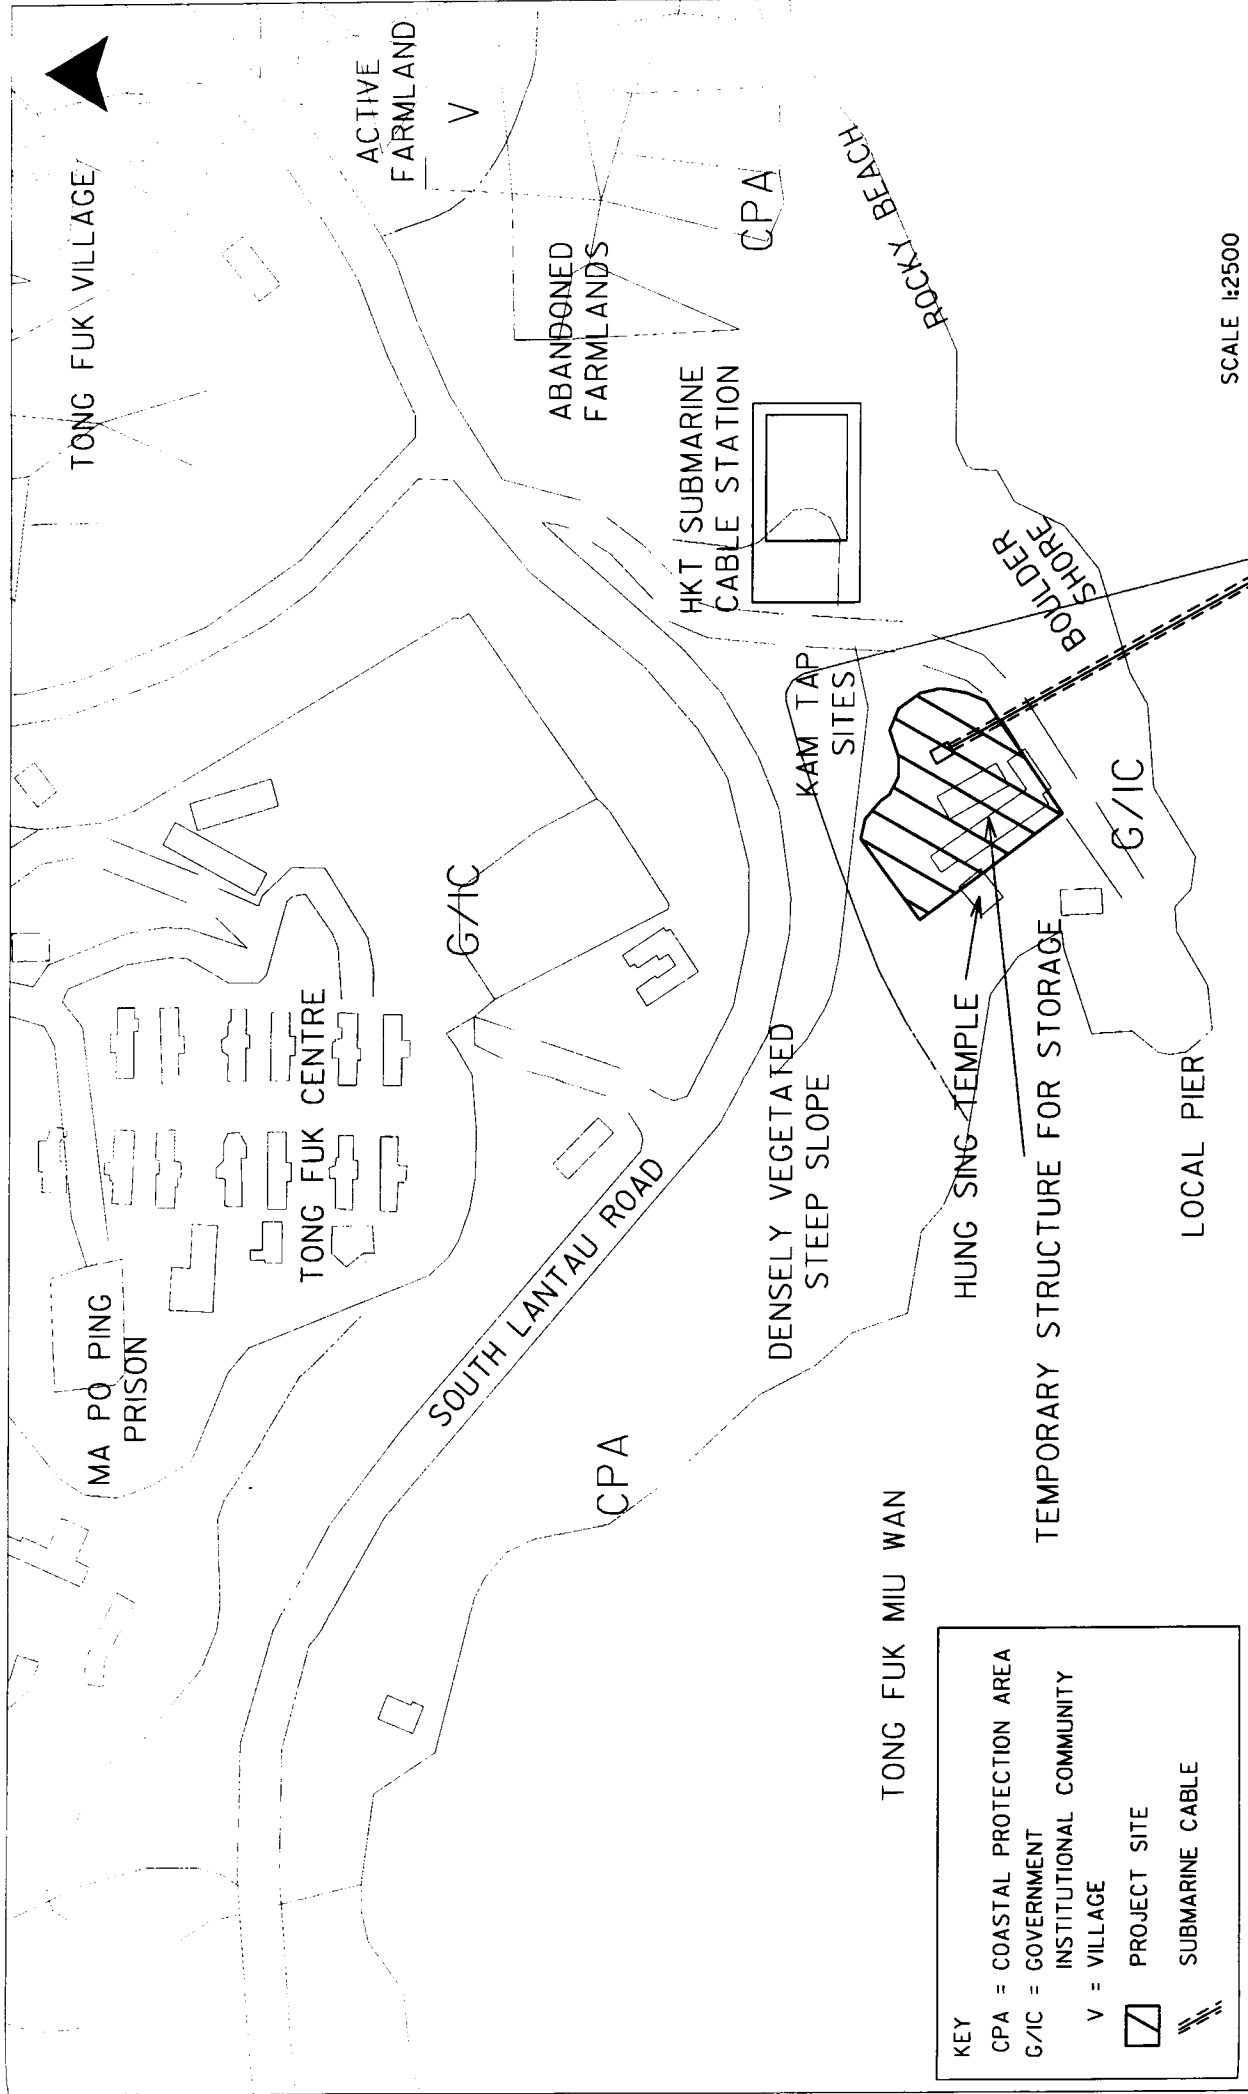 TONG FUK VILLAGE
ACTIVE
FARMLAND
V
MA PO PING
PRISON
TONG FUK CENTRE
G/IC
ABANDONED
FARMLANDS
CPA
ROCKY BEACH
SOUTH LANTAU ROAD
HKT SUBMARINE
CABLE STATION
CPA
DENSELY VEGETATED
STEEP SLOPE
KAM TAP
SITES
BOULDER
SHORE
G/IC
HUNG SING TEMPLE
TEMPORARY STRUCTURE FOR STORAGE
LOCAL PIER
TONG FUK MIU WAN
SCALE 1:2500
KEY
CPA = COASTAL PROTECTION AREA
G/IC = GOVERNMENT
INSTITUTIONAL COMMUNITY
V = VILLAGE
PROJECT SITE
SUBMARINE CABLE